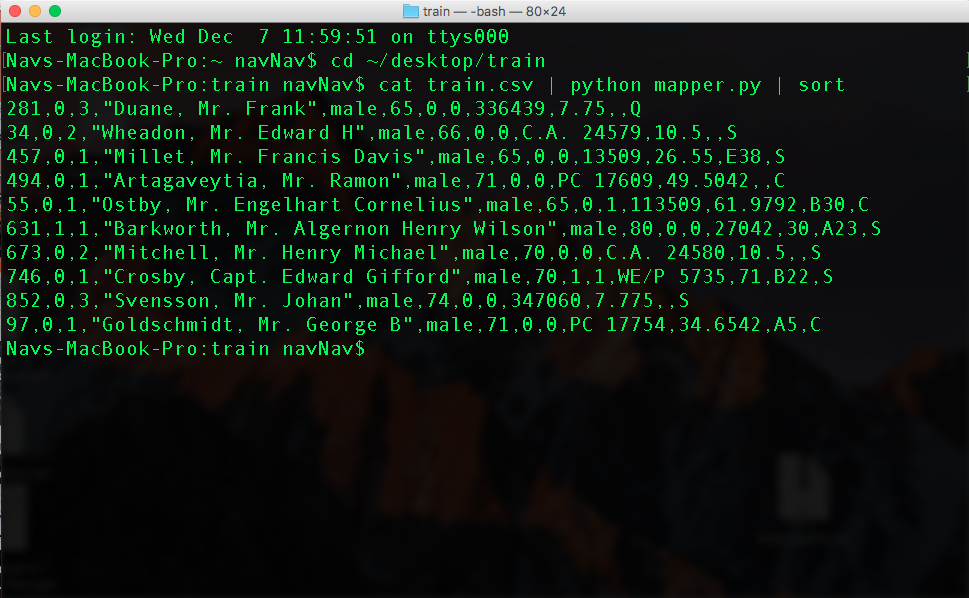 train — -bash — 80×24
Last login: Wed Dec  7 11:59:51 on ttys000
[Navs-MacBook-Pro:~ navNav$ cd ~/desktop/train ]
[Navs-MacBook-Pro:train navNav$ cat train.csv | python mapper.py | sort ]
281,0,3,"Duane, Mr. Frank",male,65,0,0,336439,7.75,,Q
34,0,2,"Wheadon, Mr. Edward H",male,66,0,0,C.A. 24579,10.5,,S
457,0,1,"Millet, Mr. Francis Davis",male,65,0,0,13509,26.55,E38,S
494,0,1,"Artagaveytia, Mr. Ramon",male,71,0,0,PC 17609,49.5042,,C
55,0,1,"Ostby, Mr. Engelhart Cornelius",male,65,0,1,113509,61.9792,B30,C
631,1,1,"Barkworth, Mr. Algernon Henry Wilson",male,80,0,0,27042,30,A23,S
673,0,2,"Mitchell, Mr. Henry Michael",male,70,0,0,C.A. 24580,10.5,,S
746,0,1,"Crosby, Capt. Edward Gifford",male,70,1,1,WE/P 5735,71,B22,S
852,0,3,"Svensson, Mr. Johan",male,74,0,0,347060,7.775,,S
97,0,1,"Goldschmidt, Mr. George B",male,71,0,0,PC 17754,34.6542,A5,C
Navs-MacBook-Pro:train navNav$